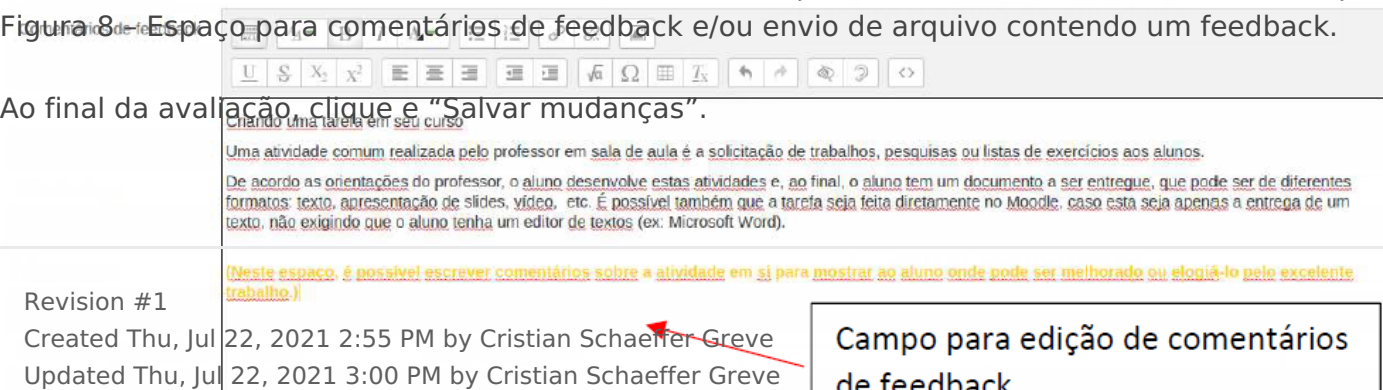 Figura 8 – Espaço para comentários de feedback e/ou envio de arquivo contendo um feedback.
Comentários de feedback
Ao final da avaliação, clique e “Salvar mudanças”.
Criando uma tarefa em seu curso
Uma atividade comum realizada pelo professor em sala de aula é a solicitação de trabalhos, pesquisas ou listas de exercícios aos alunos.
De acordo as orientações do professor, o aluno desenvolve estas atividades e, ao final, o aluno tem um documento a ser entregue, que pode ser de diferentes
formatos: texto, apresentação de slides, vídeo, etc. É possível também que a tarefa seja feita diretamente no Moodle, caso esta seja apenas a entrega de um
texto, não exigindo que o aluno tenha um editor de textos (ex: Microsoft Word).
(Neste espaço, é possível escrever comentários sobre a atividade em si para mostrar ao aluno onde pode ser melhorado ou elogiá-lo pelo excelente
trabalho.)
Revision #1
Created Thu, Jul 22, 2021 2:55 PM by Cristian Schaeffer Greve
Updated Thu, Jul 22, 2021 3:00 PM by Cristian Schaeffer Greve
Campo para edição de comentários
de feedback